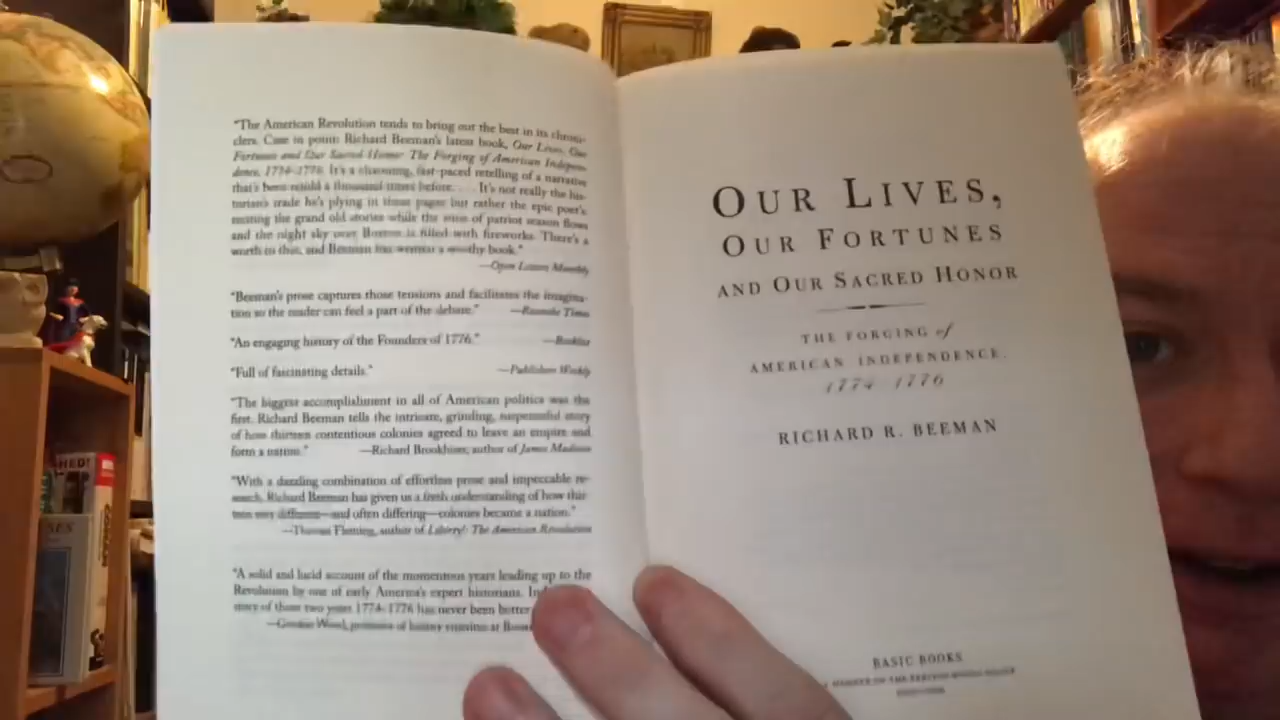 "The American Revolution tends to bring out the best in its chroni-
clers. Case in point: Richard Beeman's latest book, Our Lives, Our
Fortunes and Our Sacred Honor: The Forging of American Indepen-
dence, 1774-1776. It's a charming, fast-paced retelling of a narrative
that's been retold a thousand times before. . . . It's not really the his-
torian's trade he's plying in these pages but rather the epic poet's:
reciting the grand old stories while the wine of patriot season flows
and the night sky over Boston is filled with fireworks. There's a
worth to this, and Beeman has written a worthy book."
—Open Letters Monthly
"Beeman's prose captures those tensions and facilitates the imagina-
tion so the reader can feel a part of the debate." —Roanoke Times
"An engaging history of the Founders of 1776." —Booklist
"Full of fascinating details." —Publishers Weekly
"The biggest accomplishment in all of American politics was the
first. Richard Beeman tells the intricate, grinding, suspenseful story
of how thirteen contentious colonies agreed to leave an empire and
form a nation." —Richard Brookhiser, author of James Madison
"With a dazzling combination of effortless prose and impeccable re-
search, Richard Beeman has given us a fresh understanding of how thir-
teen very different—and often differing—colonies became a nation."
—Thomas Fleming, author of Liberty!: The American Revolution
"A solid and lucid account of the momentous years leading up to the
Revolution by one of early America's expert historians.
story of those two years 1774-1776 has never been better
—Gordon Wood, professor of history emeritus at
OUR LIVES,
OUR FORTUNES
AND OUR SACRED HONOR
THE FORGING of
AMERICAN INDEPENDENCE,
1774-1776
RICHARD R. BEEMAN
BASIC BOOKS
A MEMBER OF THE PERSEUS BOOKS GROUP